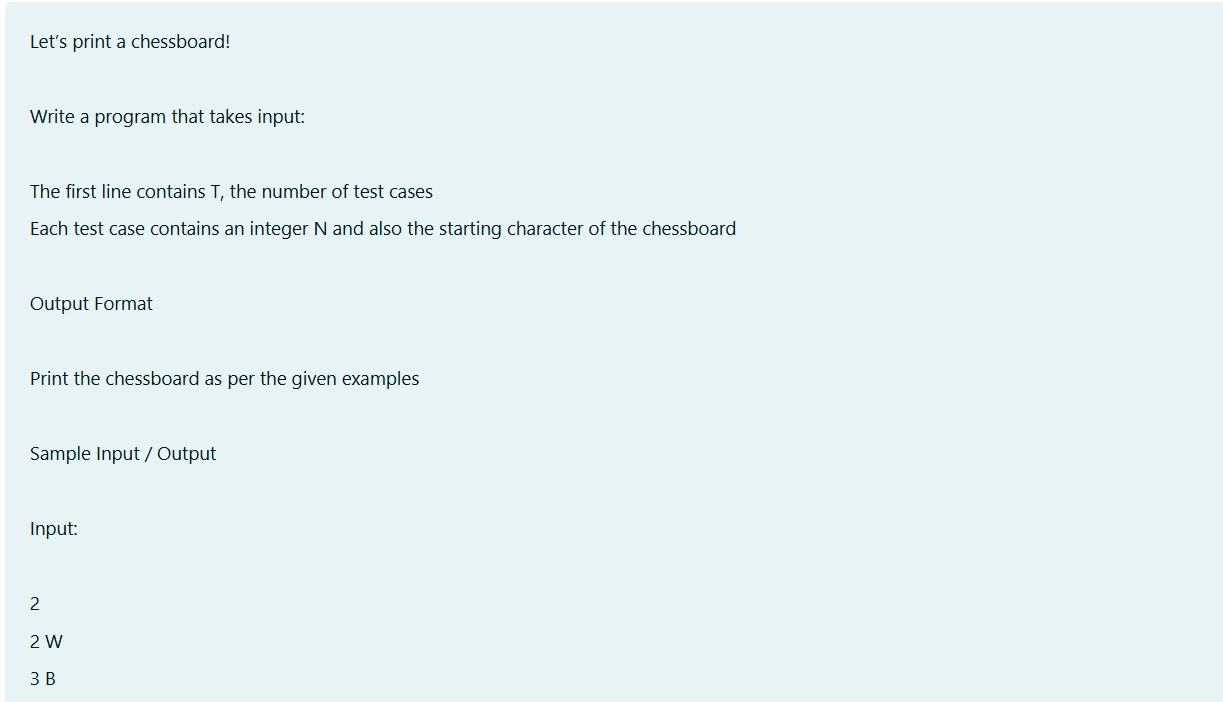 Let’s print a chessboard!
Write a program that takes input:
The first line contains T, the number of test cases
Each test case contains an integer N and also the starting character of the chessboard
Output Format
Print the chessboard as per the given examples
Sample Input / Output
Input:
2
2 W
3 B